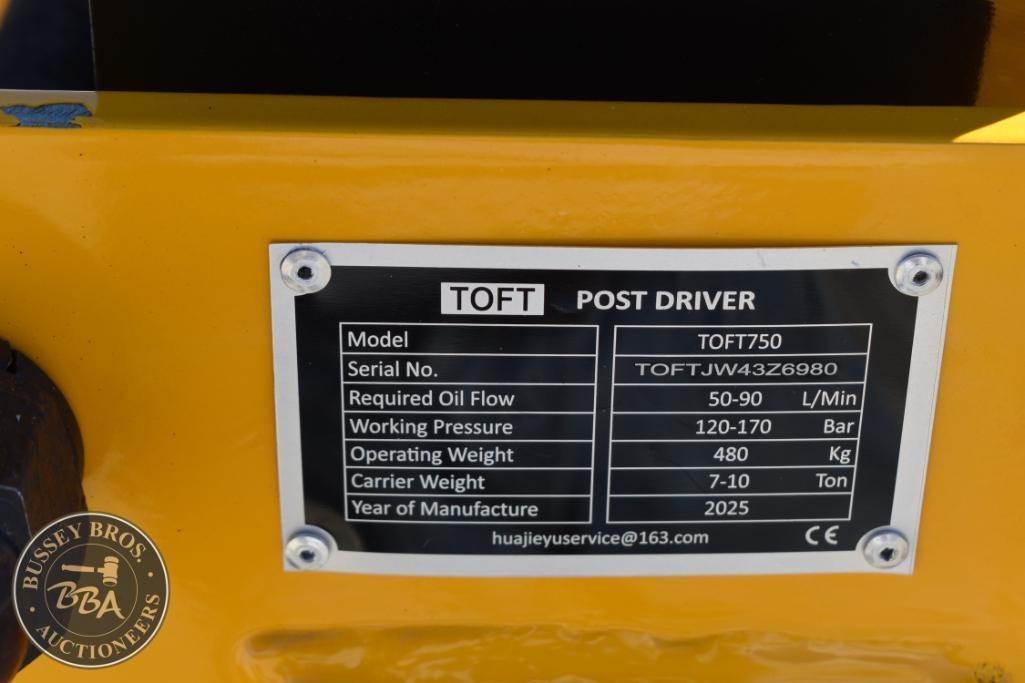 TOFT POST DRIVER
Model TOFT750
Serial No. TOFTJW43Z6980
Required Oil Flow 50-90 L/Min
Working Pressure 120-170 Bar
Operating Weight 480 Kg
Carrier Weight 7-10 Ton
Year of Manufacture 2025
huajieyuservice@163.com CE
BUSSEY BROS.
BBA
AUCTIONEERS